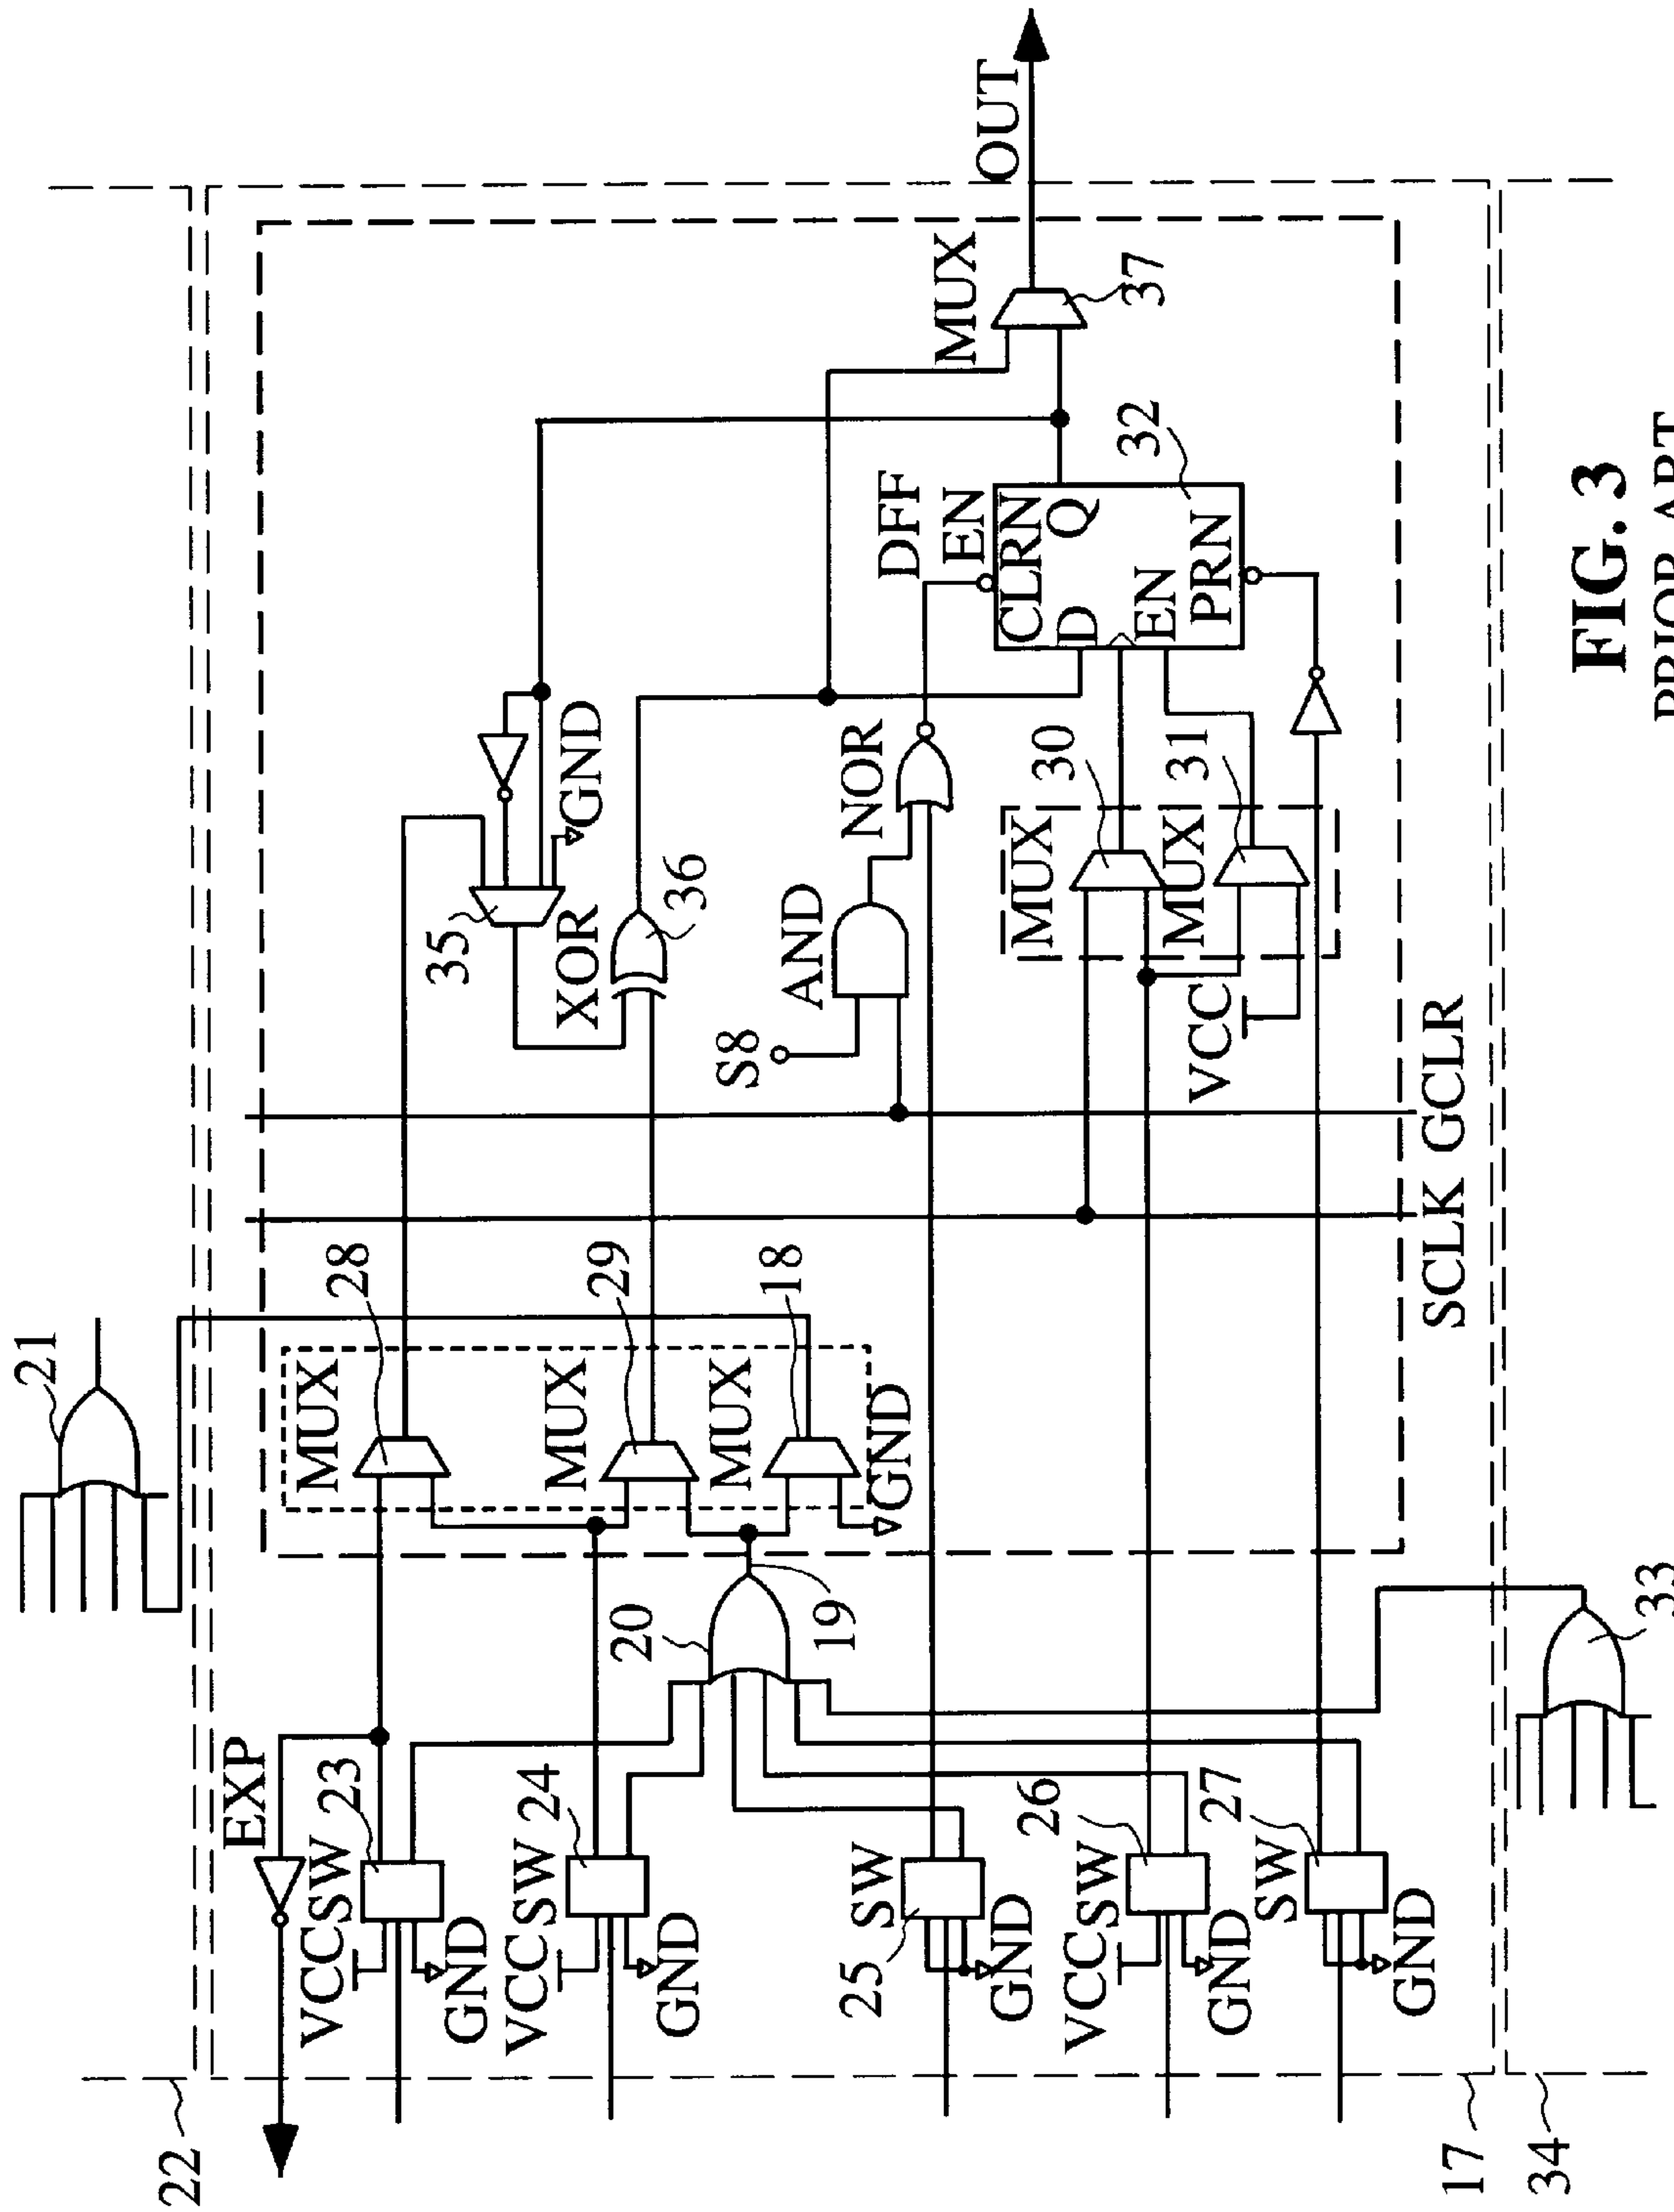 21
22
EXP
VCC
SW
23
GND
MUX
28
35
GND
XOR
36
MUX
OUT
37
VCC
SW
24
GND
20
19
MUX
29
MUX
18
GND
S8
AND
NOR
DFF
EN
CLRN
D
Q
EN
PRN
32
25
SW
GND
VCC
SW
26
GND
MUX
30
MUX
31
VCC
SW
27
GND
SCLK
GCLR
17
34
33
FIG. 3
PRIOR ART